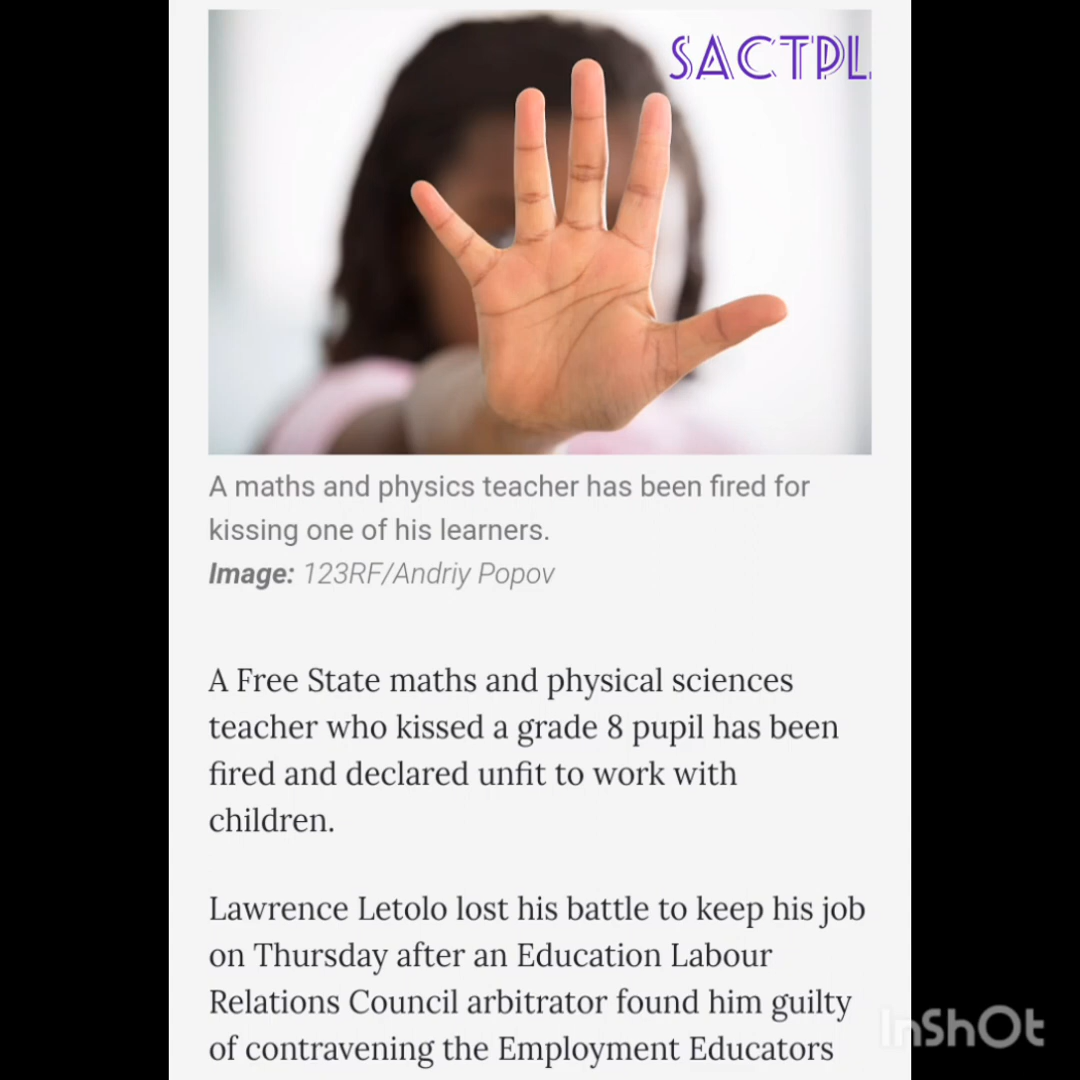 SACTPL
A maths and physics teacher has been fired for
kissing one of his learners.
Image: 123RF/Andriy Popov
A Free State maths and physical sciences
teacher who kissed a grade 8 pupil has been
fired and declared unfit to work with
children.
Lawrence Letolo lost his battle to keep his job
on Thursday after an Education Labour
Relations Council arbitrator found him guilty
of contravening the Employment Educators
InShOt